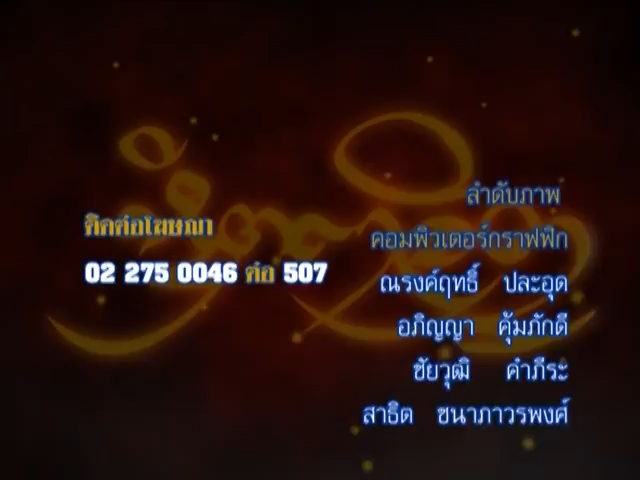 ติดต่อโฆษณา
02 275 0046 ต่อ 507
ลำดับภาพ
คอมพิวเตอร์กราฟฟิก
ณรงค์ฤทธิ์ ปละอุด
อภิญญา คุ้มภักดี
ชัยวุฒิ คำภีระ
สาธิต ชนาภาวรพงศ์